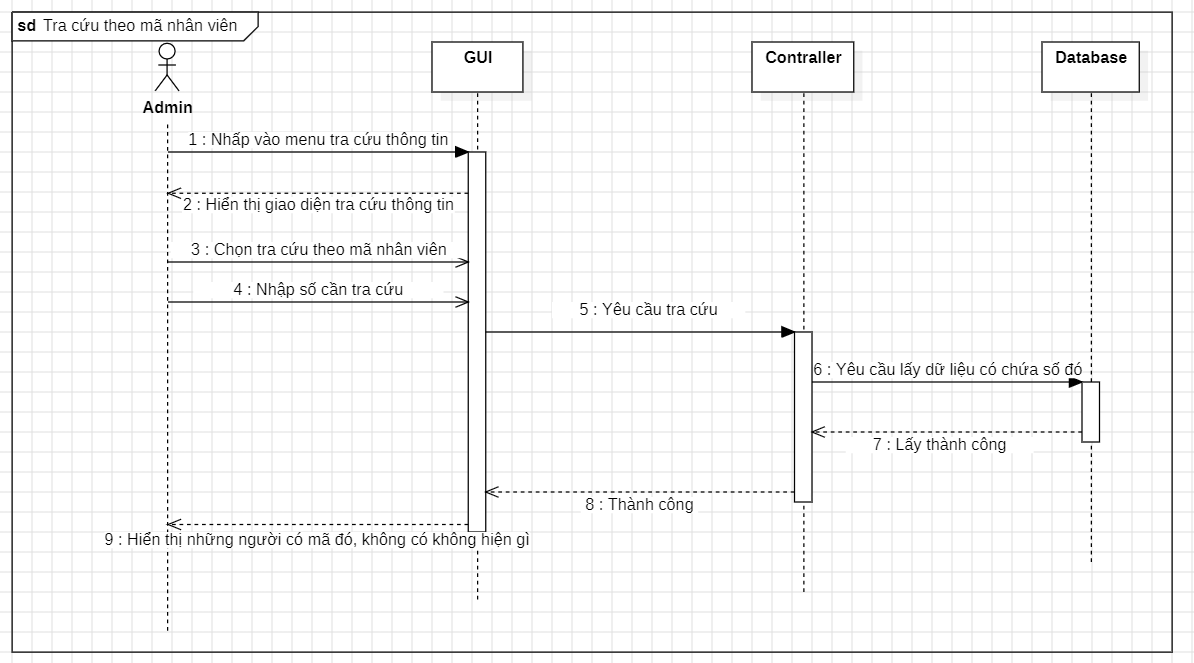 sd Tra cứu theo mã nhân viên
GUI
Contraller
Database
Admin
1 : Nhấp vào menu tra cứu thông tin
2 : Hiển thị giao diện tra cứu thông tin
3 : Chọn tra cứu theo mã nhân viên
4 : Nhập số cần tra cứu
5 : Yêu cầu tra cứu
6 : Yêu cầu lấy dữ liệu có chứa số đó
7 : Lấy thành công
8 : Thành công
9 : Hiển thị những người có mã đó, không có không hiện gì